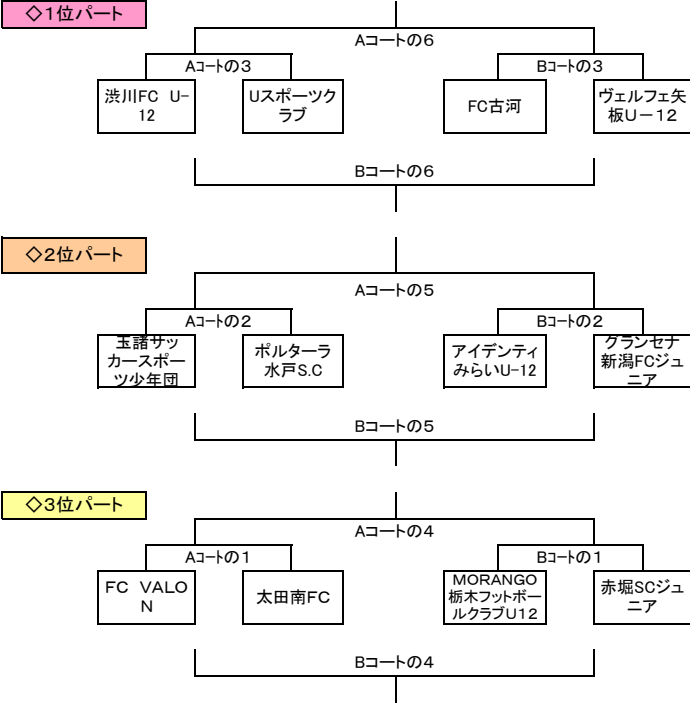 ◇1位パート
Aコートの6
Aコートの3
Bコートの3
渋川FC U-
12
Uスポーツク
ラブ
FC古河
ヴェルフェ矢
板U－12
Bコートの6
◇2位パート
Aコートの5
Aコートの2
Bコートの2
玉諸サッ
カースポー
ツ少年団
ポルターラ
水戸S.C
アイデンティ
みらいU-12
グランセナ
新潟FCジュ
ニア
Bコートの5
◇3位パート
Aコートの4
Aコートの1
Bコートの1
FC VALO
N
太田南FC
MORANGO
栃木フットボー
ルクラブU12
赤堀SCジュ
ニア
Bコートの4